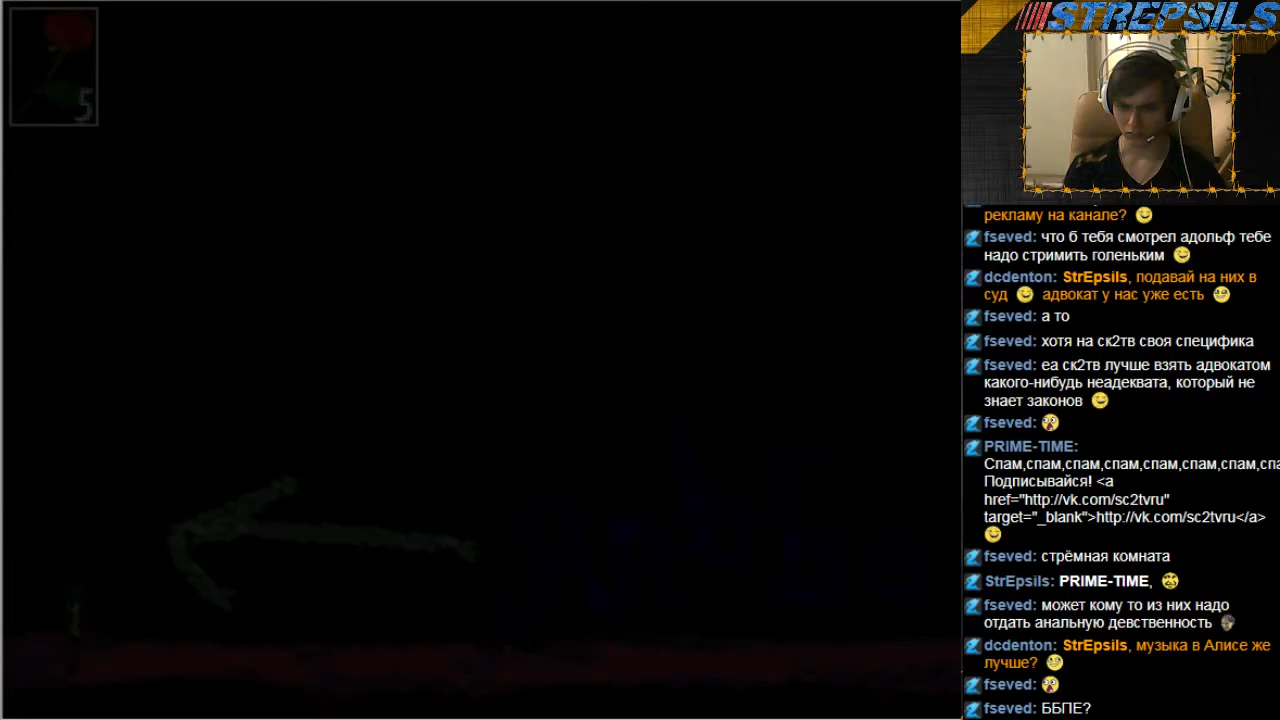 5
STREPSILS
рекламу на канале?
fseved: что б тебя смотрел адольф тебе
надо стримить голеньким
dcdenton: StrEpsils, подавай на них в
суд адвокат у нас уже есть
fseved: а то
fseved: хотя на ск2тв своя специфика
fseved: еа ск2тв лучше взять адвокатом
какого-нибудь неадеквата, который не
знает законов
fseved:
PRIME-TIME:
Спам,спам,спам,спам,спам,спам,спам,спа
Подписывайся! <a
href="http://vk.com/sc2tvru"
target="_blank">http://vk.com/sc2tvru</a>
fseved: стрёмная комната
StrEpsils: PRIME-TIME,
fseved: может кому то из них надо
отдать анальную девственность
dcdenton: StrEpsils, музыка в Алисе же
лучше?
fseved:
fseved: ББПЕ?